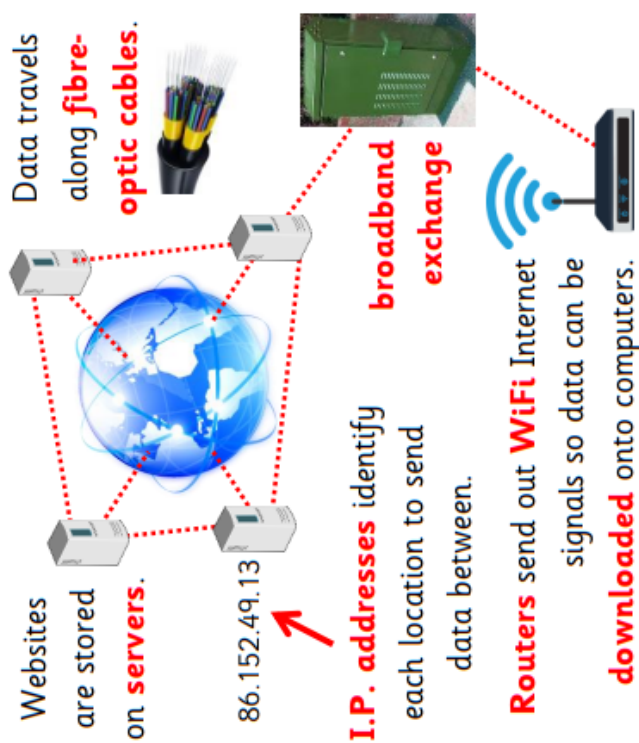 Websites
are stored
on servers.
Data travels
along fibre-
optic cables.
86.152.49.13
I.P. addresses identify
each location to send
data between.
broadband
exchange
Routers send out WiFi Internet
signals so data can be
downloaded onto computers.